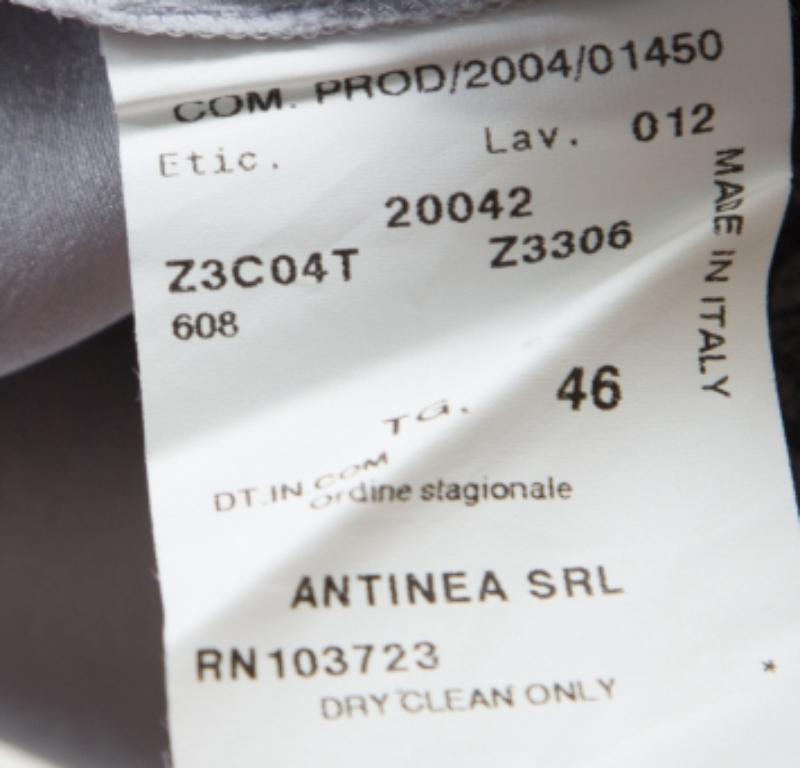 COM. PROD/2004/01450
Etic. Lav. 012
20042
Z3C04T Z3306
608
TG. 46
DT.IN COM
ordine stagionale
ANTINEA SRL
RN103723
DRY CLEAN ONLY
*
MADE IN ITALY